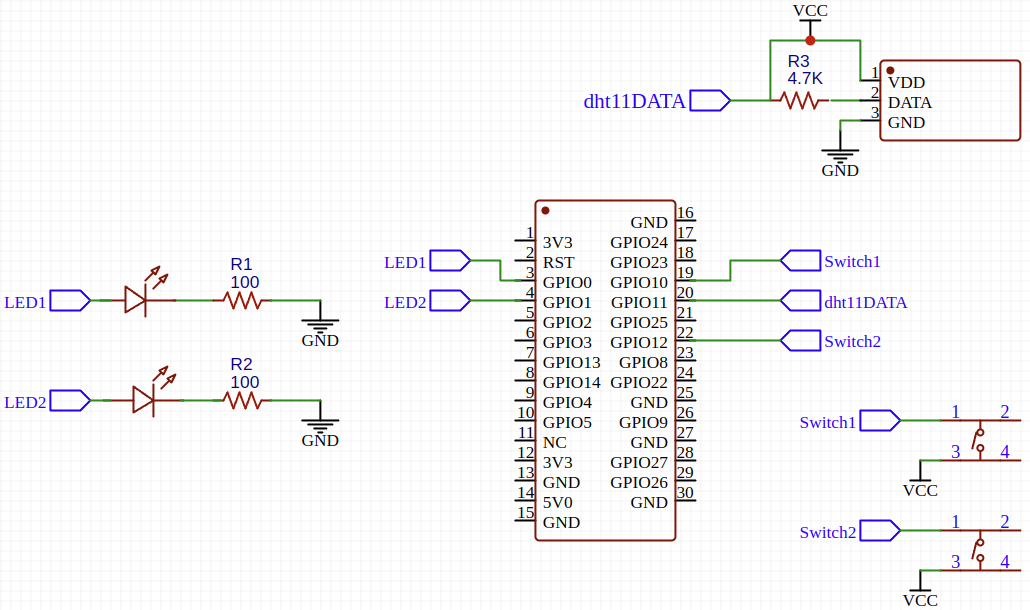 VCC
R3
4.7K
dht11DATA
1
VDD
2
DATA
3
GND
GND
16
GND
1
3V3
17
GPIO24
2
RST
18
GPIO23
3
GPIO0
19
GPIO10
4
GPIO1
20
GPIO11
5
GPIO2
21
GPIO25
6
GPIO3
22
GPIO12
7
GPIO13
23
GPIO8
8
GPIO14
24
GPIO22
9
GPIO4
25
GND
10
GPIO5
26
GPIO9
11
NC
27
GND
12
3V3
28
GPIO27
13
GND
29
GPIO26
14
5V0
30
GND
15
GND
LED1
LED2
Switch1
dht11DATA
Switch2
LED1
R1
100
GND
LED2
R2
100
GND
Switch1
1
2
3
4
VCC
Switch2
1
2
3
4
VCC